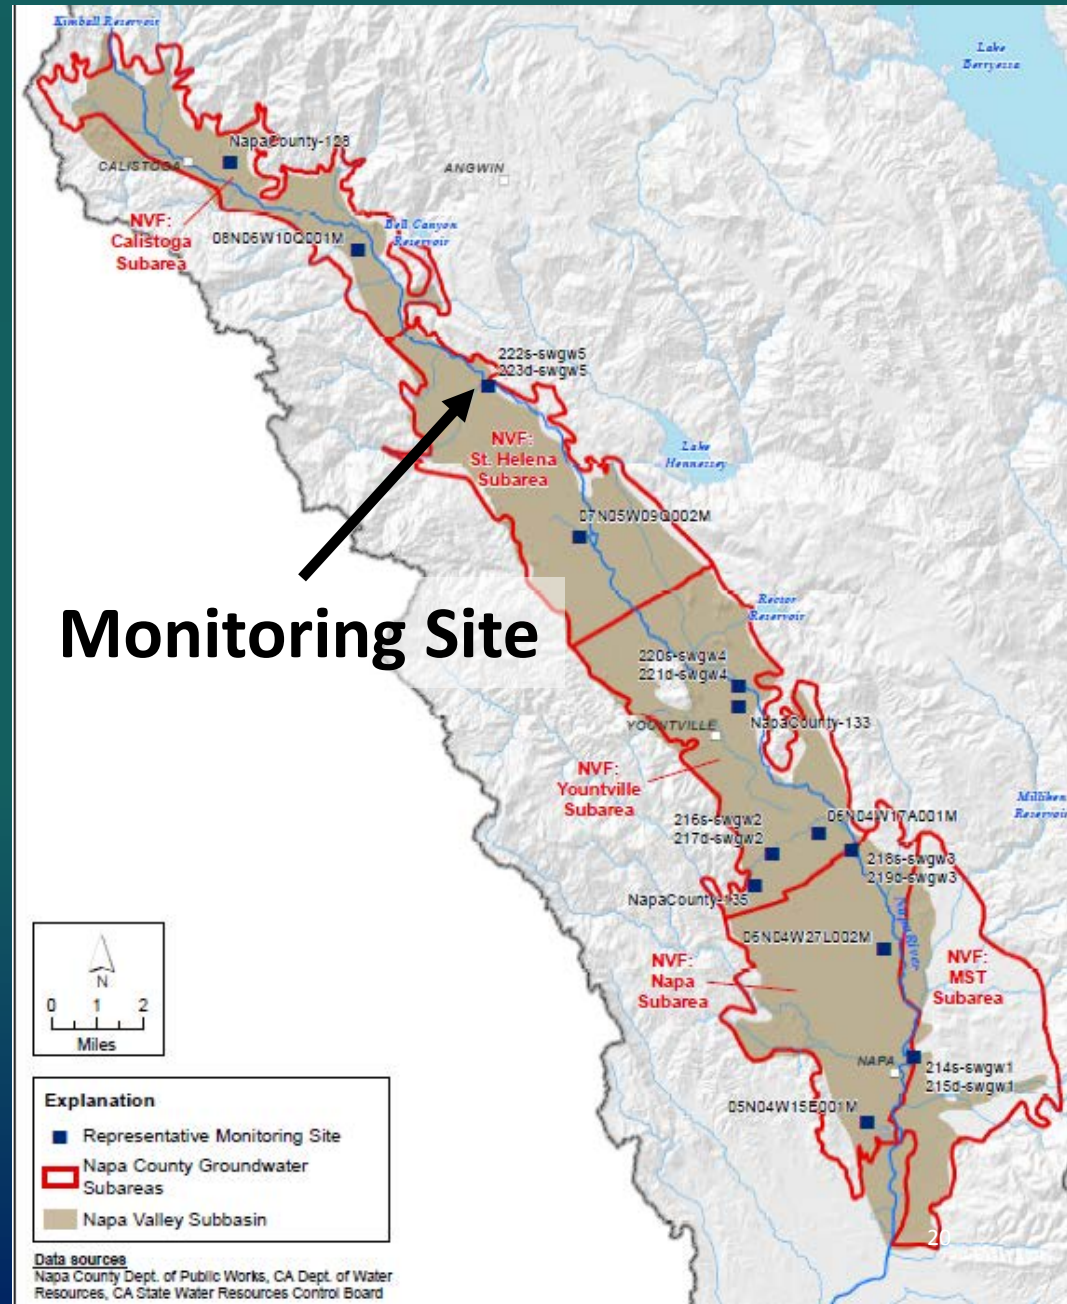 Kimball Reservoir
Lake
Berryessa
NapaCounty-128
CALISTOGA
ANGWIN
NVF:
Calistoga
Subarea
08N06W10Q001M
Bell Canyon
Reservoir
222s-swgw5
223d-swgw5
NVF:
St. Helena
Subarea
Lake
Hennessey
07N05W09Q002M
Monitoring Site
Rector
Reservoir
220s-swgw4
221d-swgw4
YOUNTVILLE
NapaCounty-133
NVF:
Yountville
Subarea
Milliken
Reservoir
216s-swgw2
217d-swgw2
06N04W17A001M
218s-swgw3
219d-swgw3
NapaCounty-135
Napa River
06N04W27L002M
NVF:
Napa
Subarea
NVF:
MST
Subarea
N
0 1 2
Miles
NAPA
214s-swgw1
215d-swgw1
05N04W15E001M
Explanation
Representative Monitoring Site
Napa County Groundwater
Subareas
Napa Valley Subbasin
20
Data sources
Napa County Dept. of Public Works, CA Dept. of Water
Resources, CA State Water Resources Control Board